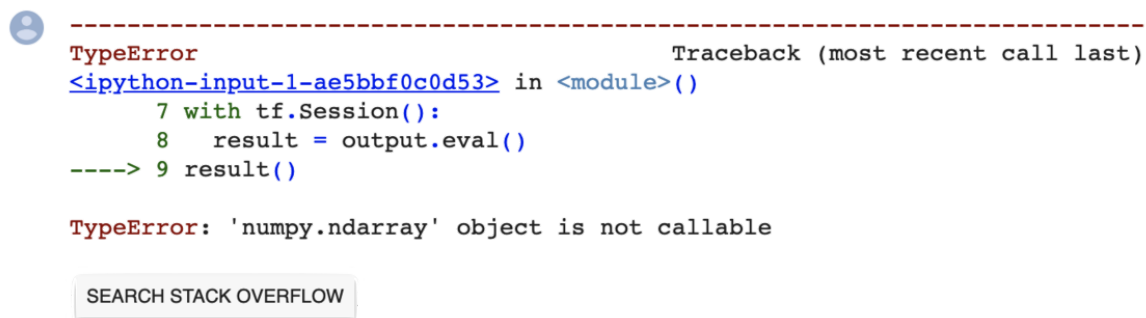 ---------------------------------------------------------------------------
TypeError                                 Traceback (most recent call last)
<ipython-input-1-ae5bbf0c0d53> in <module>()
      7 with tf.Session():
      8   result = output.eval()
----> 9 result()
TypeError: 'numpy.ndarray' object is not callable
SEARCH STACK OVERFLOW